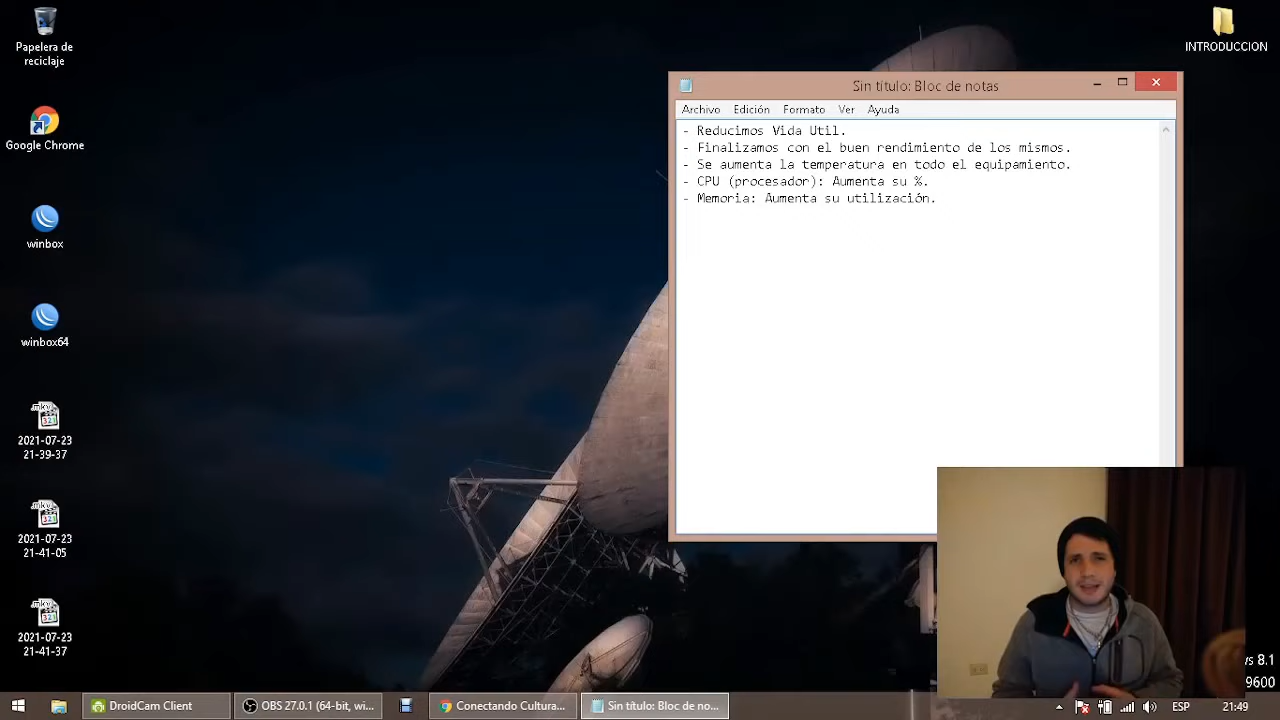 Papelera de
reciclaje
Google Chrome
winbox
winbox64
2021-07-23
21-39-37
2021-07-23
21-41-05
2021-07-23
21-41-37
INTRODUCCION
Sin título: Bloc de notas
Archivo Edición Formato Ver Ayuda
- Reducimos Vida Util.
- Finalizamos con el buen rendimiento de los mismos.
- Se aumenta la temperatura en todo el equipamiento.
- CPU (procesador): Aumenta su %.
- Memoria: Aumenta su utilización.
ws 8.1
9600
DroidCam Client
OBS 27.0.1 (64-bit, wi...
Conectando Cultura...
Sin título: Bloc de no...
ESP
21:49